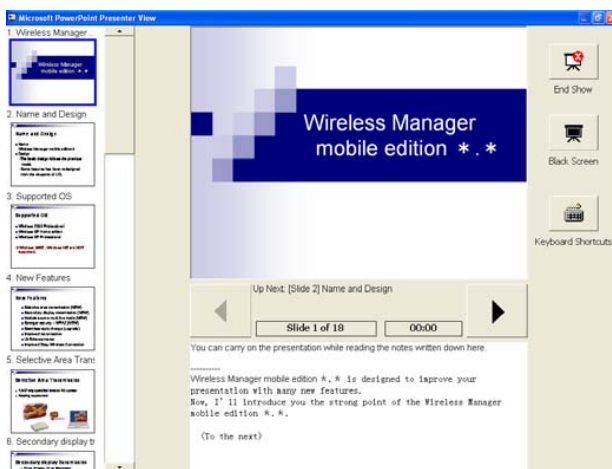 Microsoft PowerPoint Presenter View
1. Wireless Manager...
Wireless Manager
mobile edition *.*
2. Name and Design
Name and Design
3. Supported OS
Supported OS
4. New Features
New Features
5. Selective Area Trans
Selective Area Transmission
6. Secondary display tr
Secondary display transmission
Wireless Manager
mobile edition *.*
Up Next: [Slide 2] Name and Design
Slide 1 of 18
00:00
You can carry on the presentation while reading the notes written down here.
Wireless Manager mobile edition *.* is designed to improve your
presentation with many new features.
Now, I'll introduce you the strong point of the Wireless Manager
mobile edition *.*.
(To the next)
End Show
Black Screen
Keyboard Shortcuts